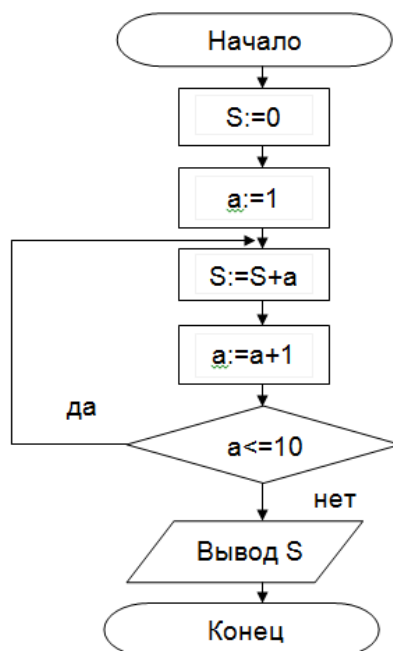 Начало
S:=0
a:=1
S:=S+a
a:=a+1
да
a<=10
нет
Вывод S
Конец